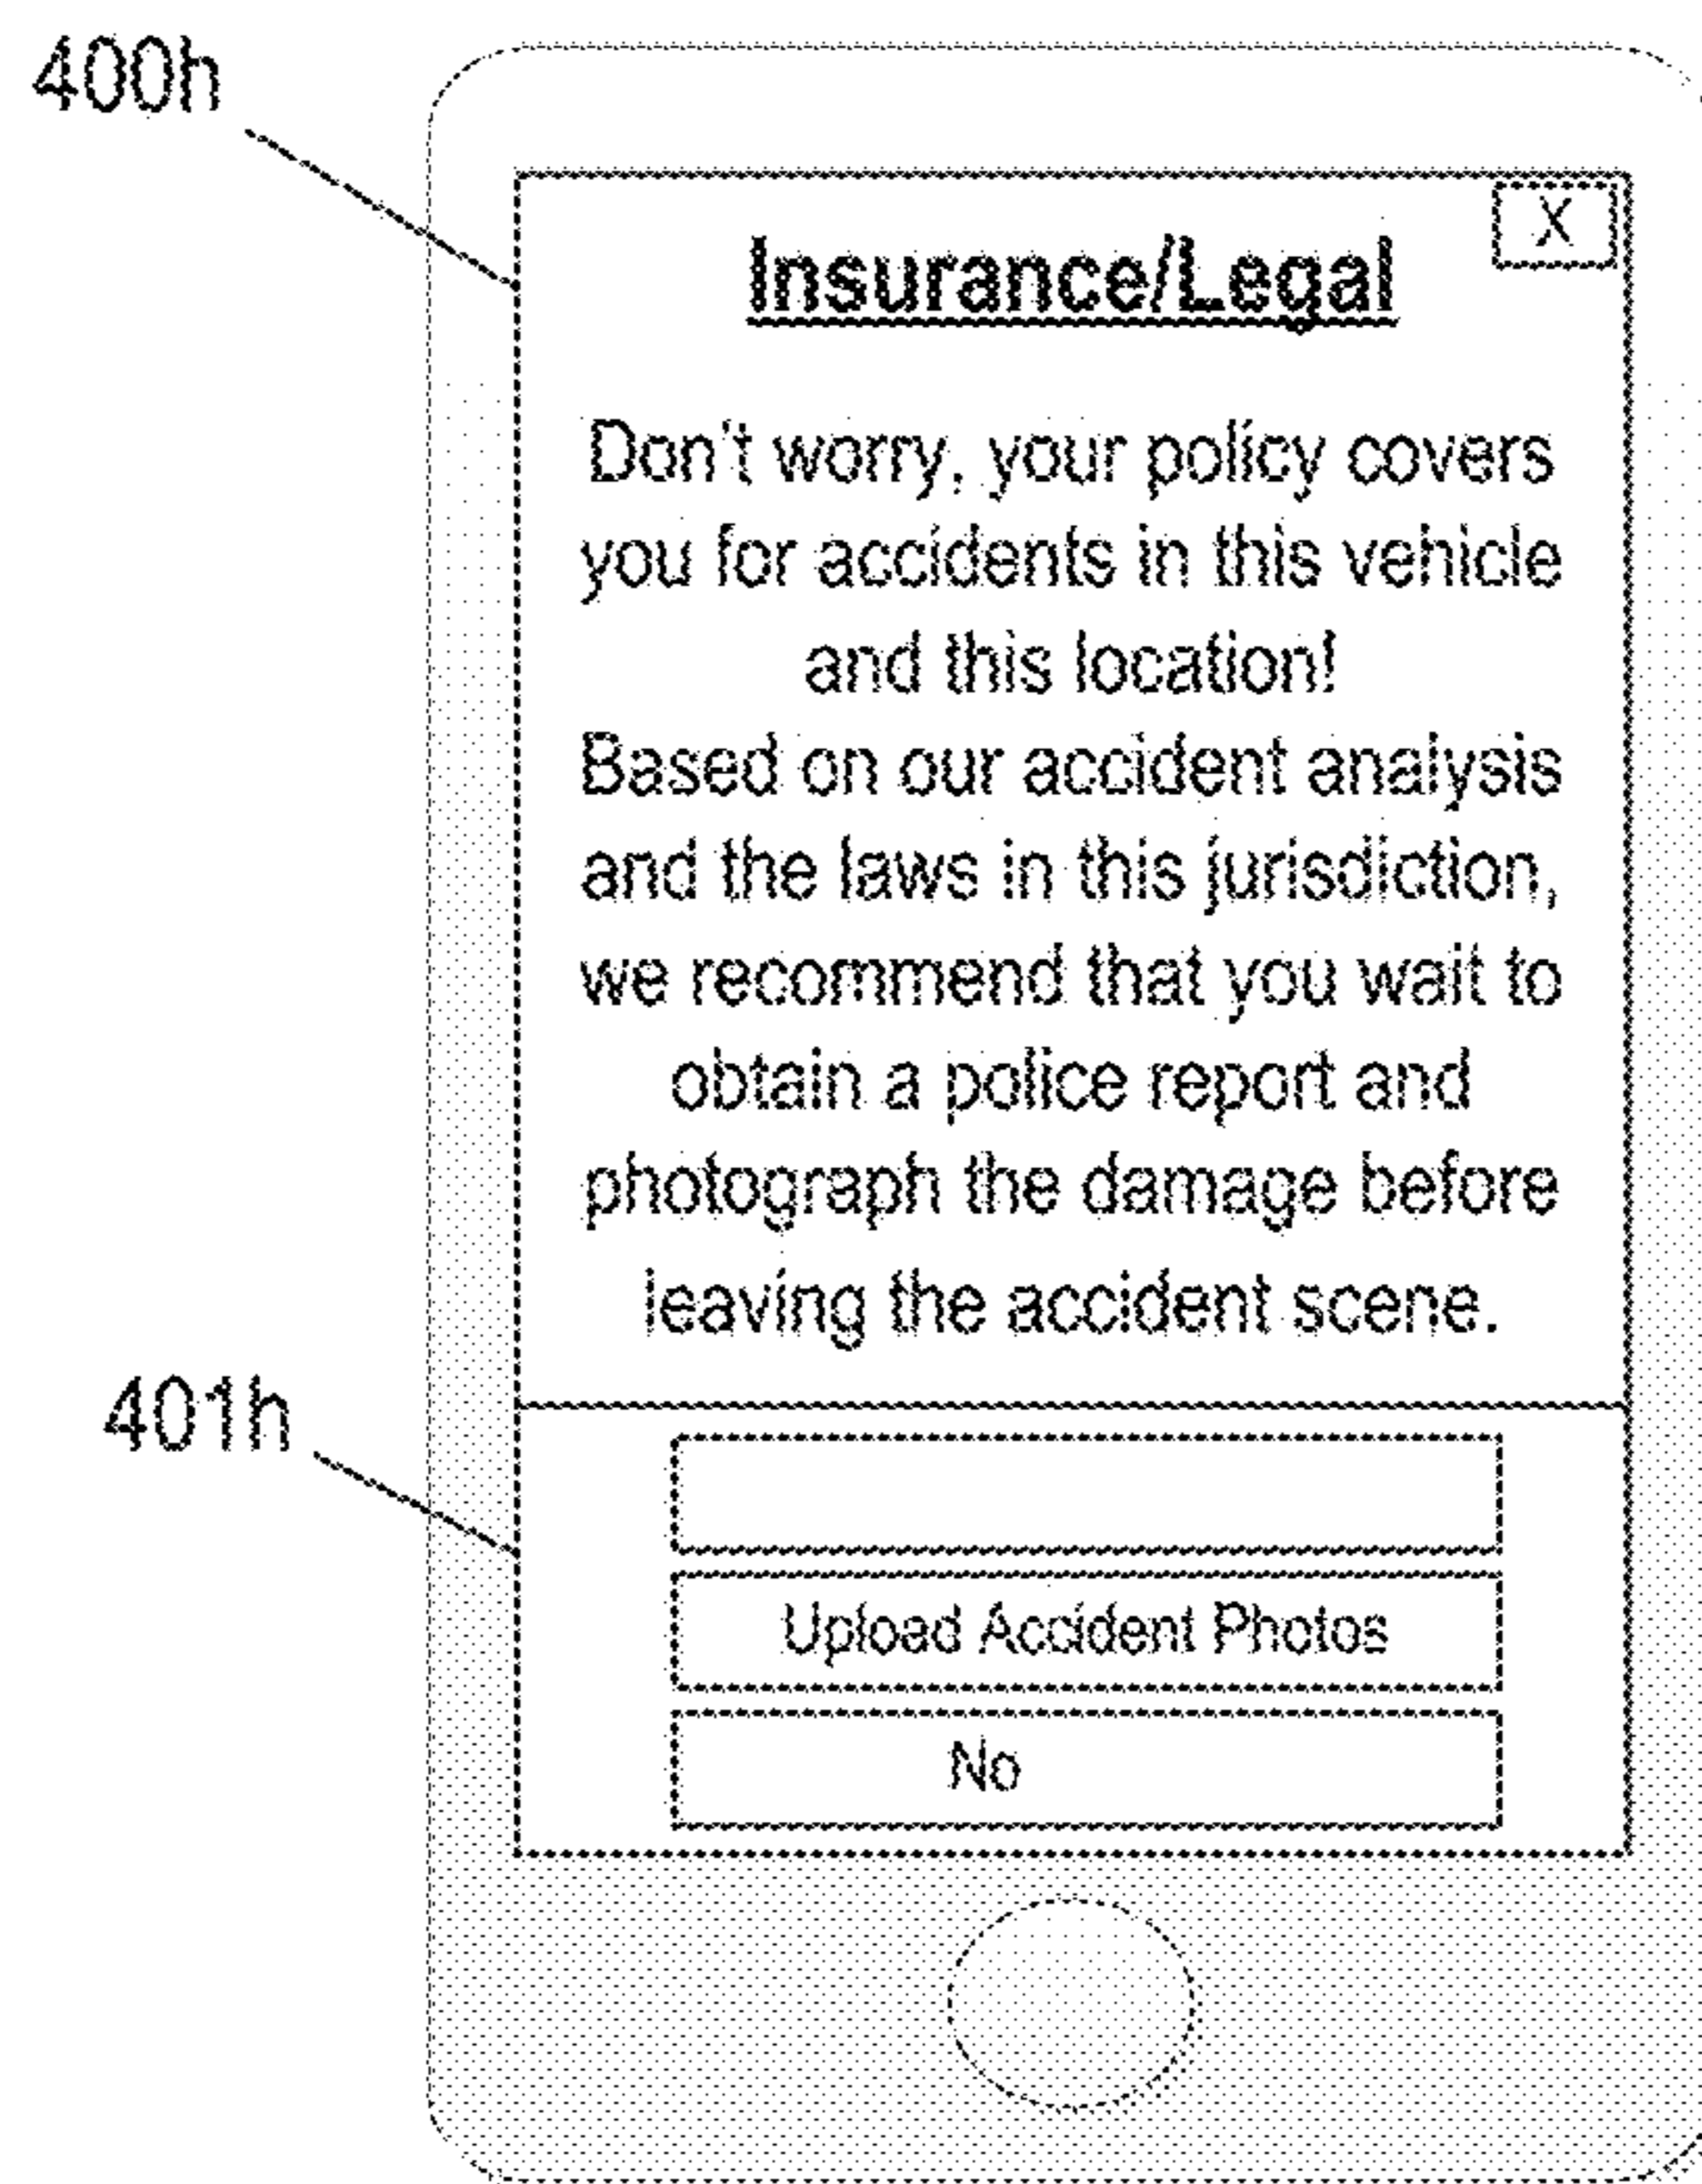 400h
X
Insurance/Legal
Don't worry, your policy covers
you for accidents in this vehicle
and this location!
Based on our accident analysis
and the laws in this jurisdiction,
we recommend that you wait to
obtain a police report and
photograph the damage before
leaving the accident scene.
401h
Upload Accident Photos
No